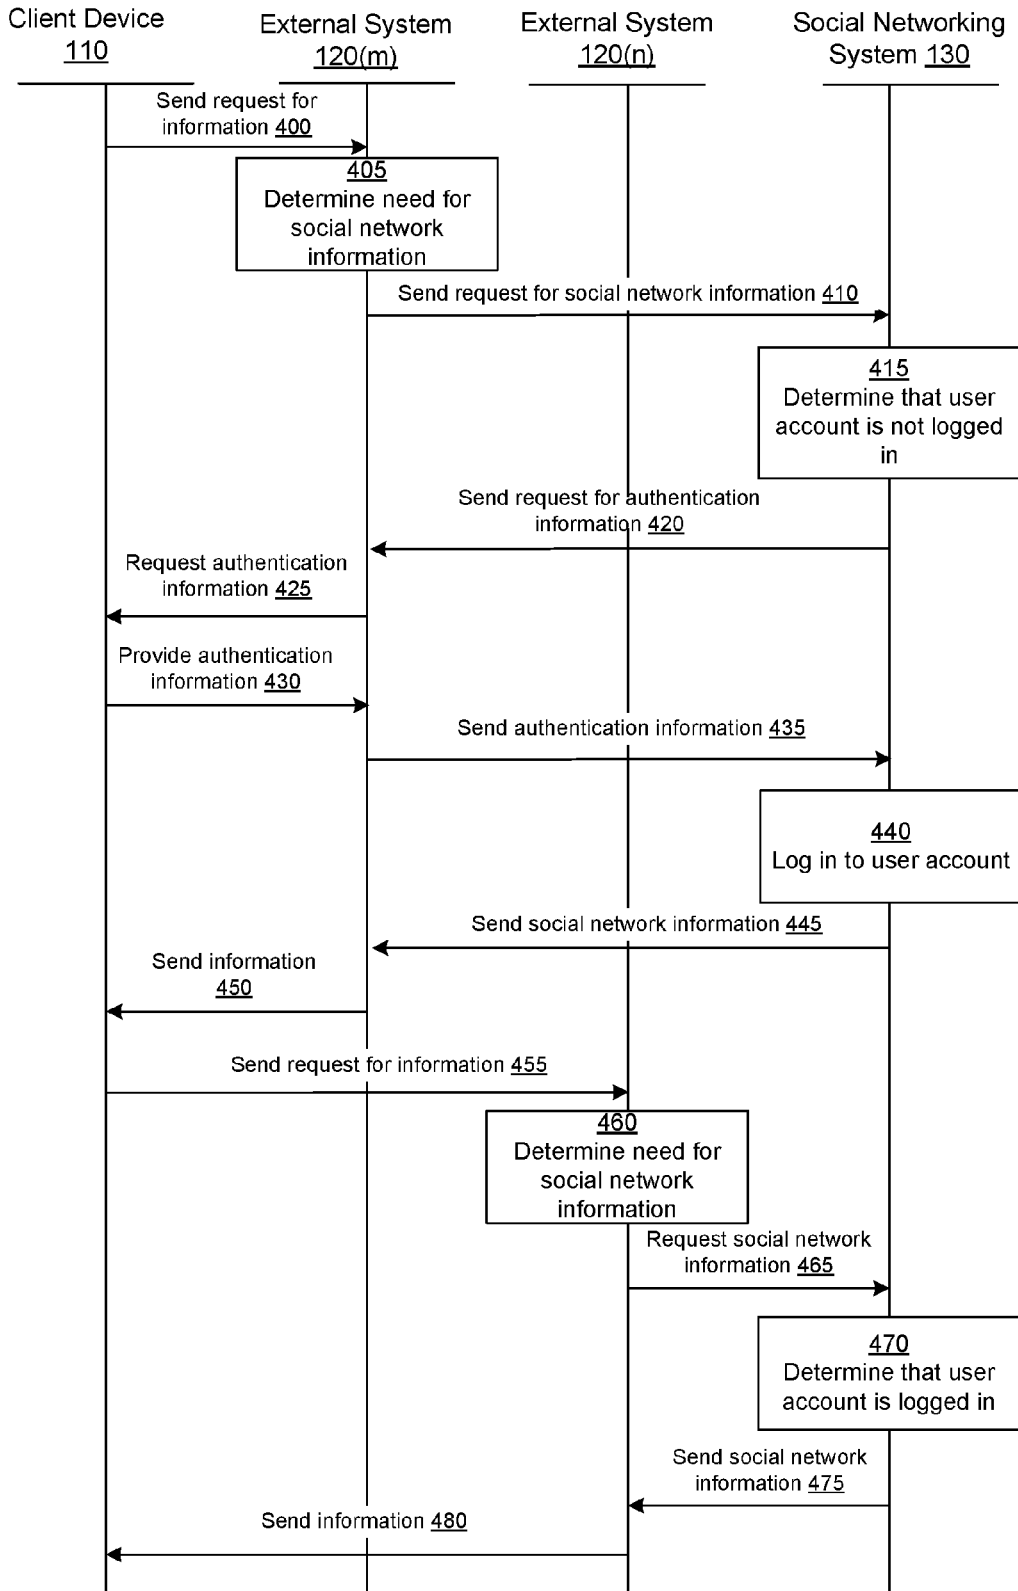 Client Device
110
External System
120(m)
External System
120(n)
Social Networking
System 130
Send request for
information 400
405
Determine need for
social network
information
Send request for social network information 410
415
Determine that user
account is not logged
in
Send request for authentication
information 420
Request authentication
information 425
Provide authentication
information 430
Send authentication information 435
440
Log in to user account
Send social network information 445
Send information
450
Send request for information 455
460
Determine need for
social network
information
Request social network
information 465
470
Determine that user
account is logged in
Send social network
information 475
Send information 480